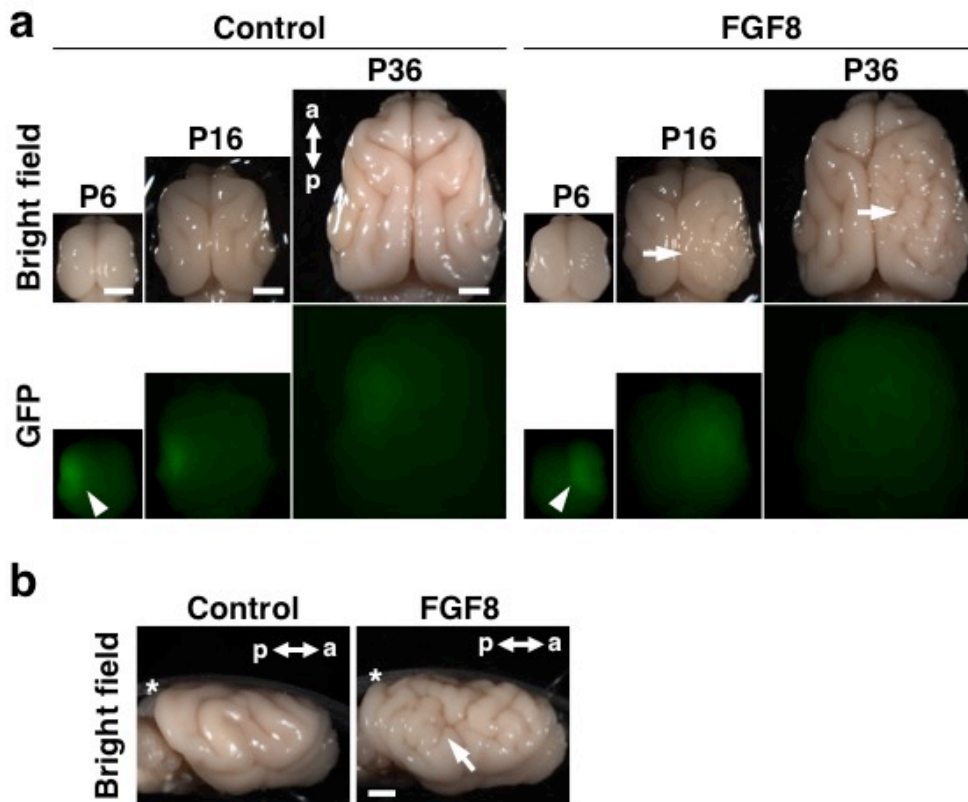 a
Control FGF8
P36 P36
P16 P16
P6 P6
Bright field
a
p
GFP
b
Control FGF8
Bright field
p a p a
* *